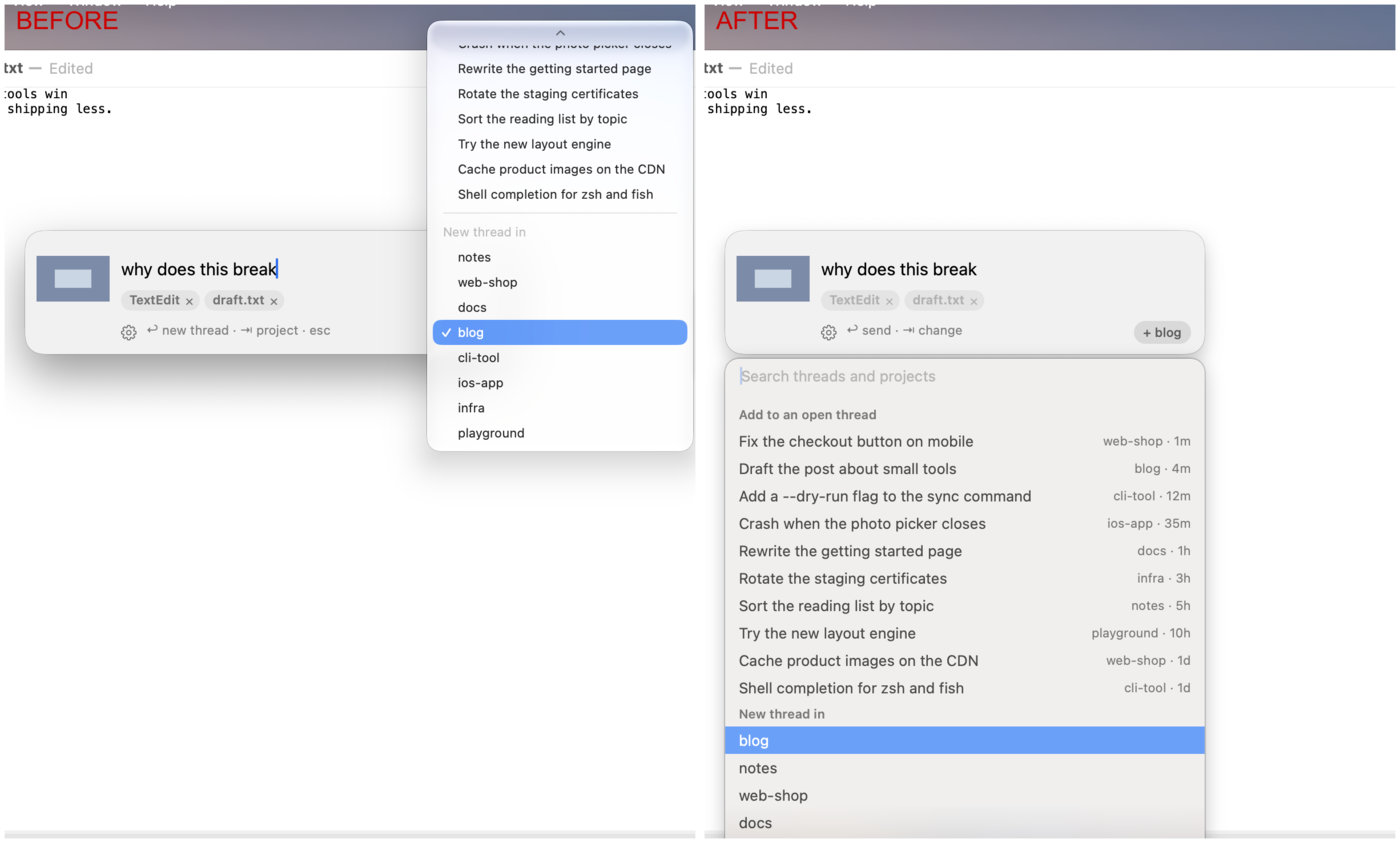 BEFORE
txt — Edited
tools win
shipping less.
why does this break
TextEdit ×
draft.txt ×
↩ new thread · ⇥ project · esc
Crash when the photo picker closes
Rewrite the getting started page
Rotate the staging certificates
Sort the reading list by topic
Try the new layout engine
Cache product images on the CDN
Shell completion for zsh and fish
New thread in
notes
web-shop
docs
✓ blog
cli-tool
ios-app
infra
playground
AFTER
txt — Edited
tools win
shipping less.
why does this break
TextEdit ×
draft.txt ×
↩ send · ⇥ change
+ blog
Search threads and projects
Add to an open thread
Fix the checkout button on mobile web-shop · 1m
Draft the post about small tools blog · 4m
Add a --dry-run flag to the sync command cli-tool · 12m
Crash when the photo picker closes ios-app · 35m
Rewrite the getting started page docs · 1h
Rotate the staging certificates infra · 3h
Sort the reading list by topic notes · 5h
Try the new layout engine playground · 10h
Cache product images on the CDN web-shop · 1d
Shell completion for zsh and fish cli-tool · 1d
New thread in
blog
notes
web-shop
docs